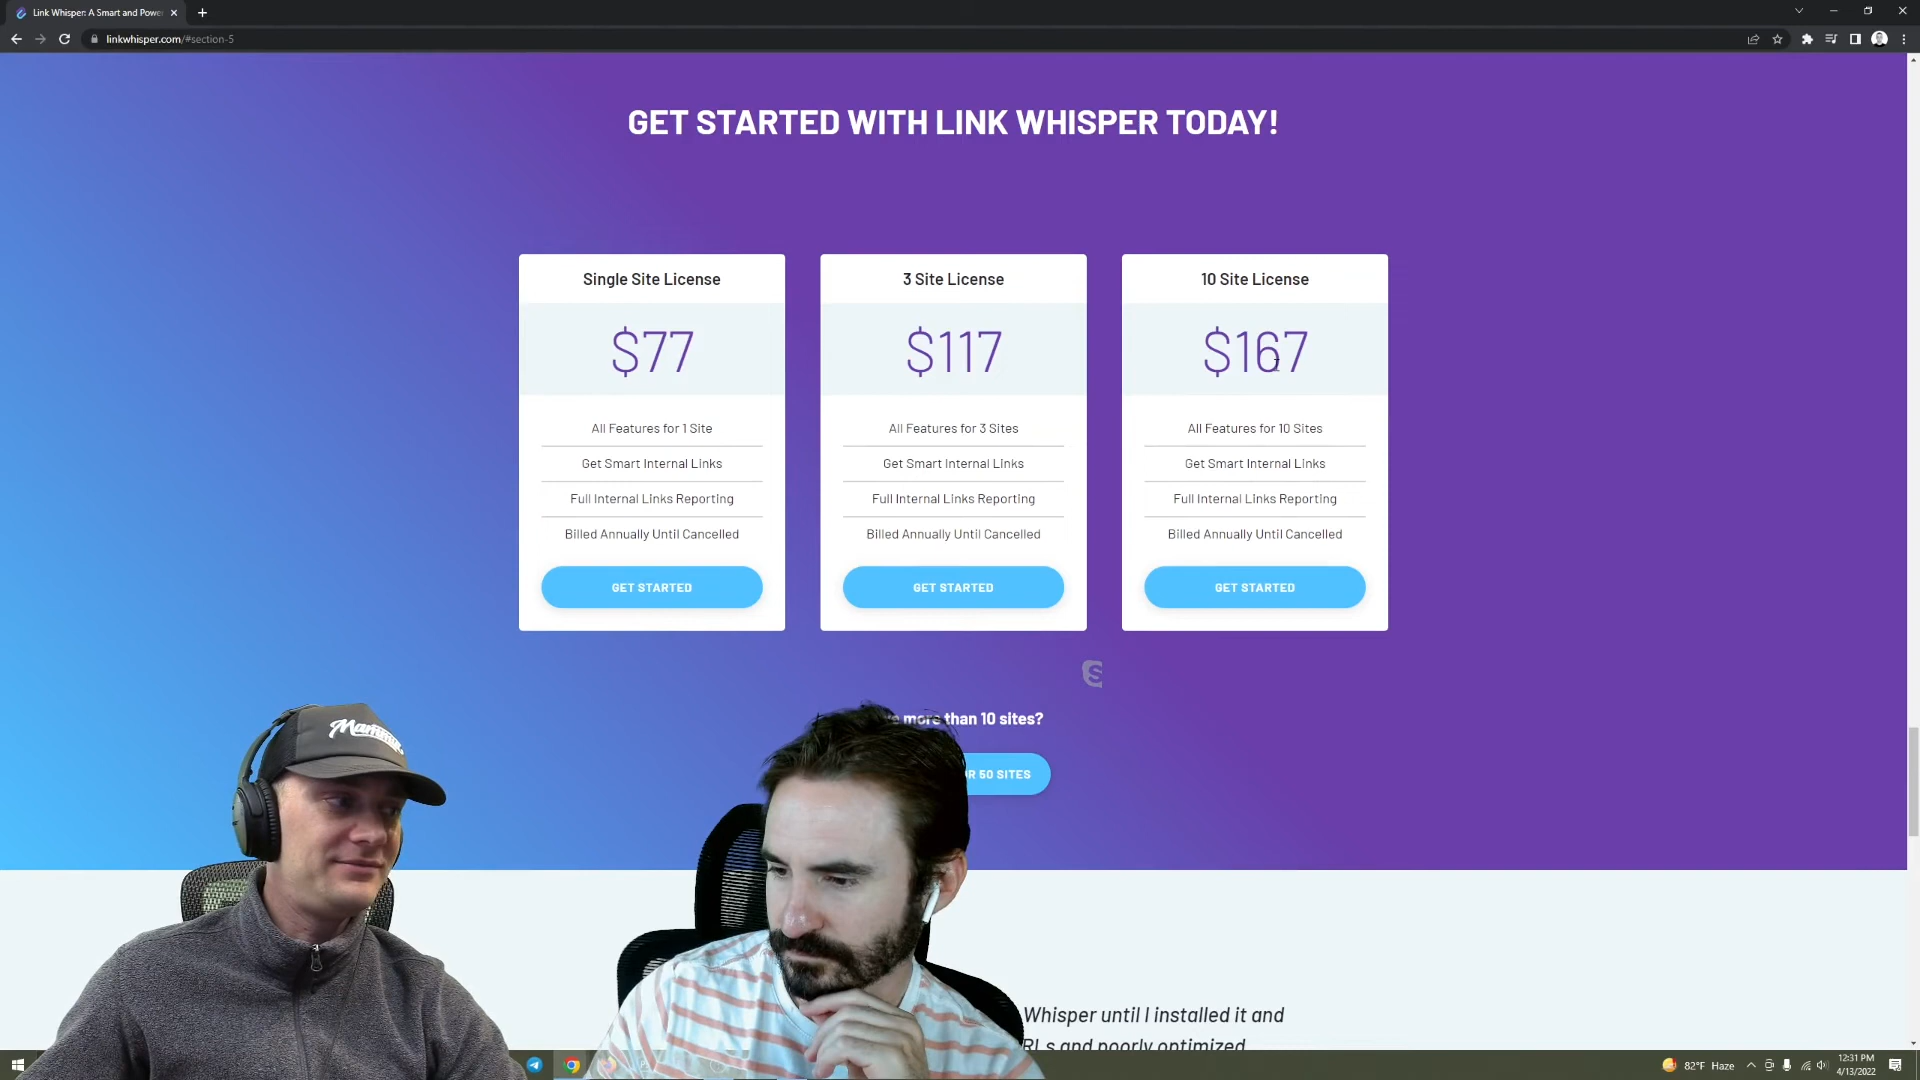 Link Whisper: A Smart and Powe
linkwhisper.com/#section-5
GET STARTED WITH LINK WHISPER TODAY!
Single Site License
$77
All Features for 1 Site
Get Smart Internal Links
Full Internal Links Reporting
Billed Annually Until Cancelled
GET STARTED
3 Site License
$117
All Features for 3 Sites
Get Smart Internal Links
Full Internal Links Reporting
Billed Annually Until Cancelled
GET STARTED
10 Site License
$167
All Features for 10 Sites
Get Smart Internal Links
Full Internal Links Reporting
Billed Annually Until Cancelled
GET STARTED
more than 10 sites?
50 SITES
Whisper until I installed it and
and poorly optimized
82°F Haze
12:31 PM
4/13/2022